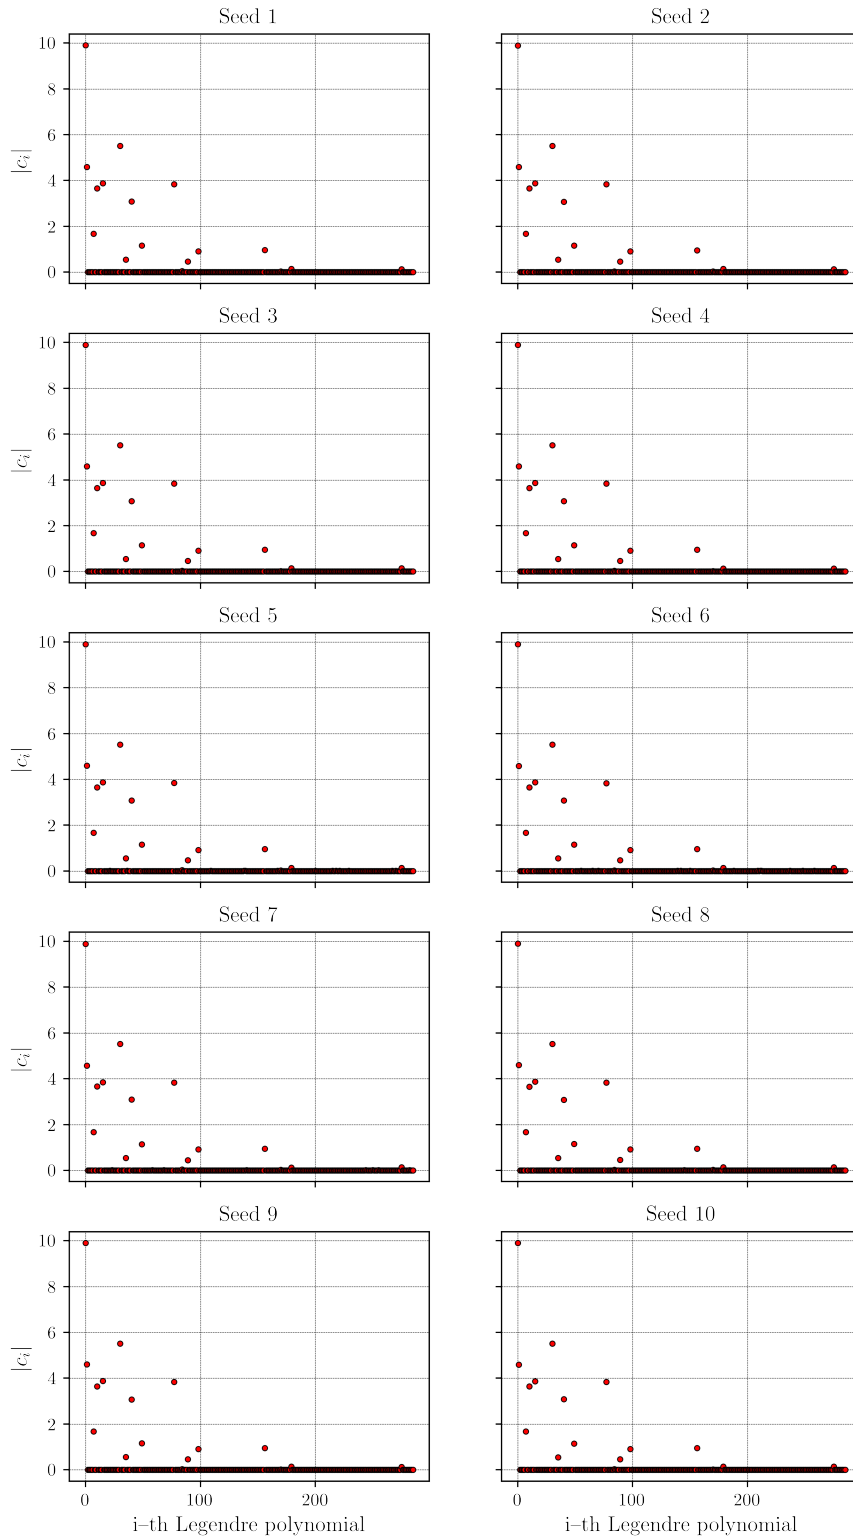 Seed 1
Seed 2
10
8
6
4
2
0
|c_i|
Seed 3
Seed 4
10
8
6
4
2
0
|c_i|
Seed 5
Seed 6
10
8
6
4
2
0
|c_i|
Seed 7
Seed 8
10
8
6
4
2
0
|c_i|
Seed 9
Seed 10
10
8
6
4
2
0
|c_i|
0 100 200
0 100 200
i–th Legendre polynomial
i–th Legendre polynomial